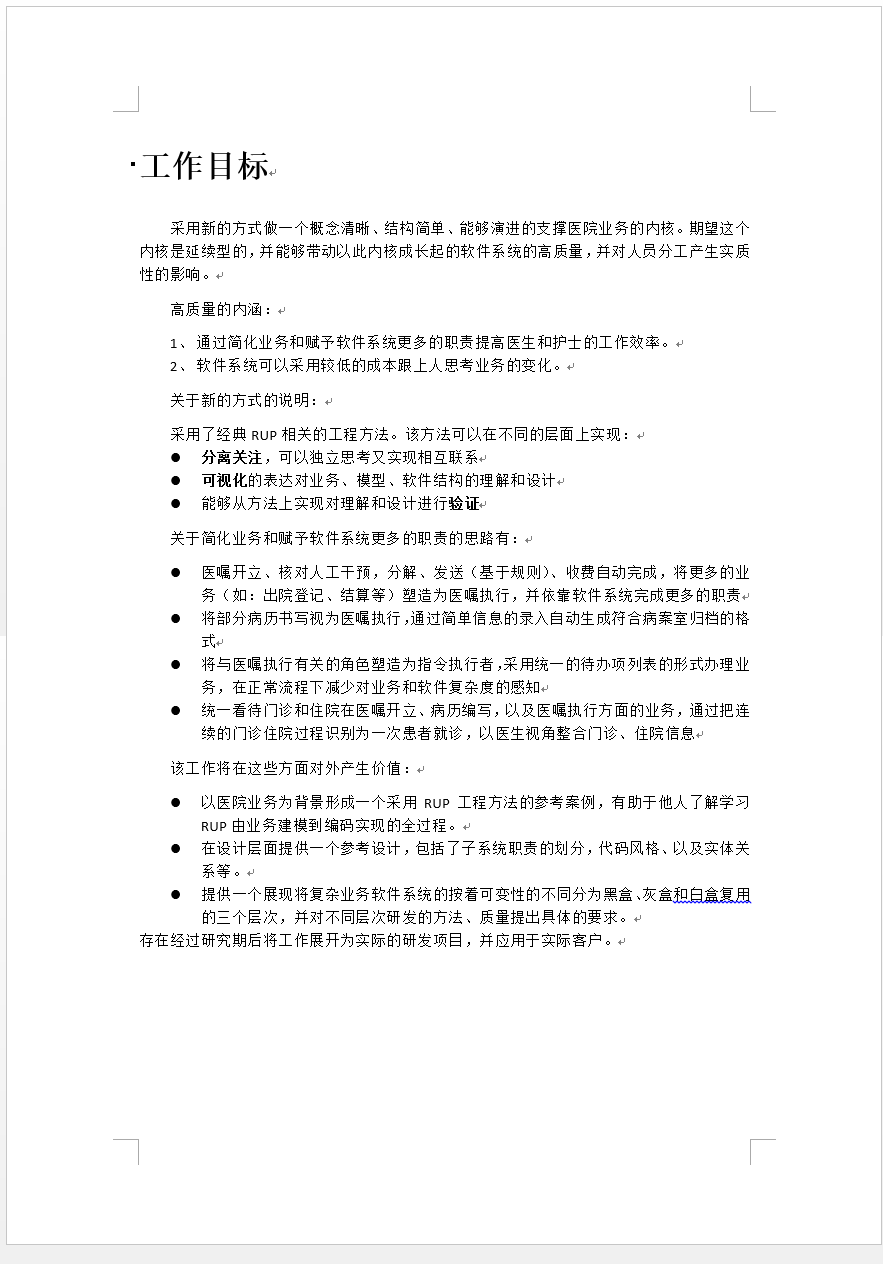 工作目标
采用新的方式做一个概念清晰、结构简单、能够演进的支撑医院业务的内核。期望这个
内核是延续型的，并能够带动以此内核成长起的软件系统的高质量，并对人员分工产生实质
性的影响。
高质量的内涵：
1、通过简化业务和赋予软件系统更多的职责提高医生和护士的工作效率。
2、软件系统可以采用较低的成本跟上人思考业务的变化。
关于新的方式的说明：
采用了经典 RUP 相关的工程方法。该方法可以在不同的层面上实现：
● 分离关注，可以独立思考又实现相互联系
● 可视化的表达对业务、模型、软件结构的理解和设计
● 能够从方法上实现对理解和设计进行验证
关于简化业务和赋予软件系统更多的职责的思路有：
● 医嘱开立、核对人工干预，分解、发送（基于规则）、收费自动完成，将更多的业
务（如：出院登记、结算等）塑造为医嘱执行，并依靠软件系统完成更多的职责
● 将部分病历书写视为医嘱执行，通过简单信息的录入自动生成符合病案室归档的格
式
● 将与医嘱执行有关的角色塑造为指令执行者，采用统一的待办项列表的形式办理业
务，在正常流程下减少对业务和软件复杂度的感知
● 统一看待门诊和住院在医嘱开立、病历编写，以及医嘱执行方面的业务，通过把连
续的门诊住院过程识别为一次患者就诊，以医生视角整合门诊、住院信息
该工作将在这些方面对外产生价值：
● 以医院业务为背景形成一个采用 RUP 工程方法的参考案例，有助于他人了解学习
RUP 由业务建模到编码实现的全过程。
● 在设计层面提供一个参考设计，包括了子系统职责的划分，代码风格、以及实体关
系等。
● 提供一个展现将复杂业务软件系统的按着可变性的不同分为黑盒、灰盒和白盒复用
的三个层次，并对不同层次研发的方法、质量提出具体的要求。
存在经过研究期后将工作展开为实际的研发项目，并应用于实际客户。